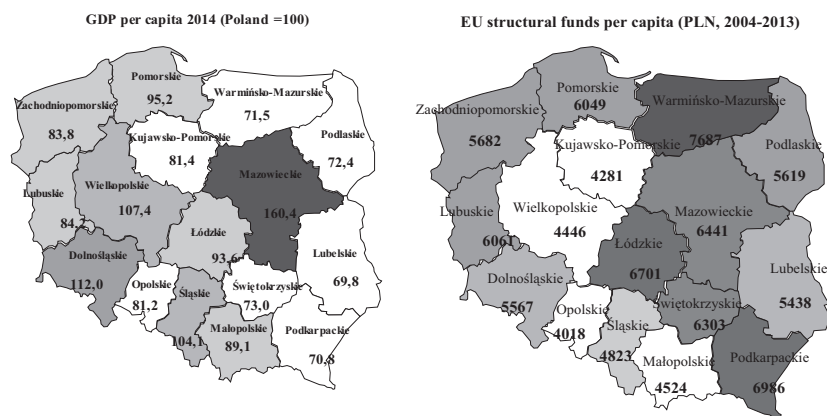 GDP per capita 2014 (Poland =100)
Pomorskie
95,2
Warmińsko-Mazurskie
71,5
Zachodniopomorskie
83,8
Kujawsko-Pomorskie
81,4
Podlaskie
72,4
Mazowieckie
160,4
Wielkopolskie
107,4
Lubuskie
84,2
Łódzkie
93,6
Dolnośląskie
112,0
Lubelskie
69,8
Opolskie
81,2
Śląskie
104,1
Świętokrzyskie
73,0
Małopolskie
89,1
Podkarpackie
70,8
EU structural funds per capita (PLN, 2004-2013)
Pomorskie
6049
Warmińsko-Mazurskie
7687
Zachodniopomorskie
5682
Kujawsko-Pomorskie
4281
Podlaskie
5619
Lubuskie
6061
Wielkopolskie
4446
Mazowieckie
6441
Łódzkie
6701
Dolnośląskie
5567
Lubelskie
5438
Opolskie
4018
Śląskie
4823
Świętokrzyskie
6303
Małopolskie
4524
Podkarpackie
6986